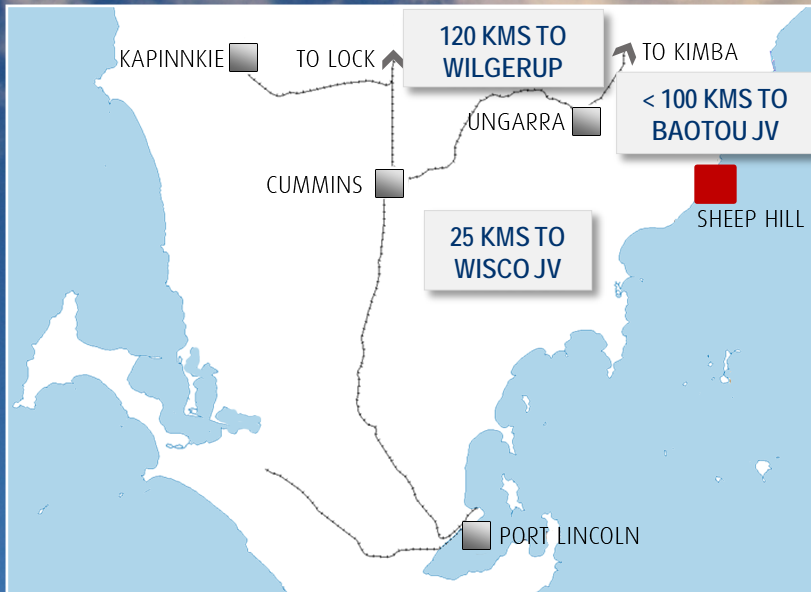 120 KMS TO
WILGERUP
KAPINNKIE
TO LOCK
TO KIMBA
< 100 KMS TO
BAOTOU JV
UNGARRA
CUMMINS
SHEEP HILL
25 KMS TO
WISCO JV
PORT LINCOLN